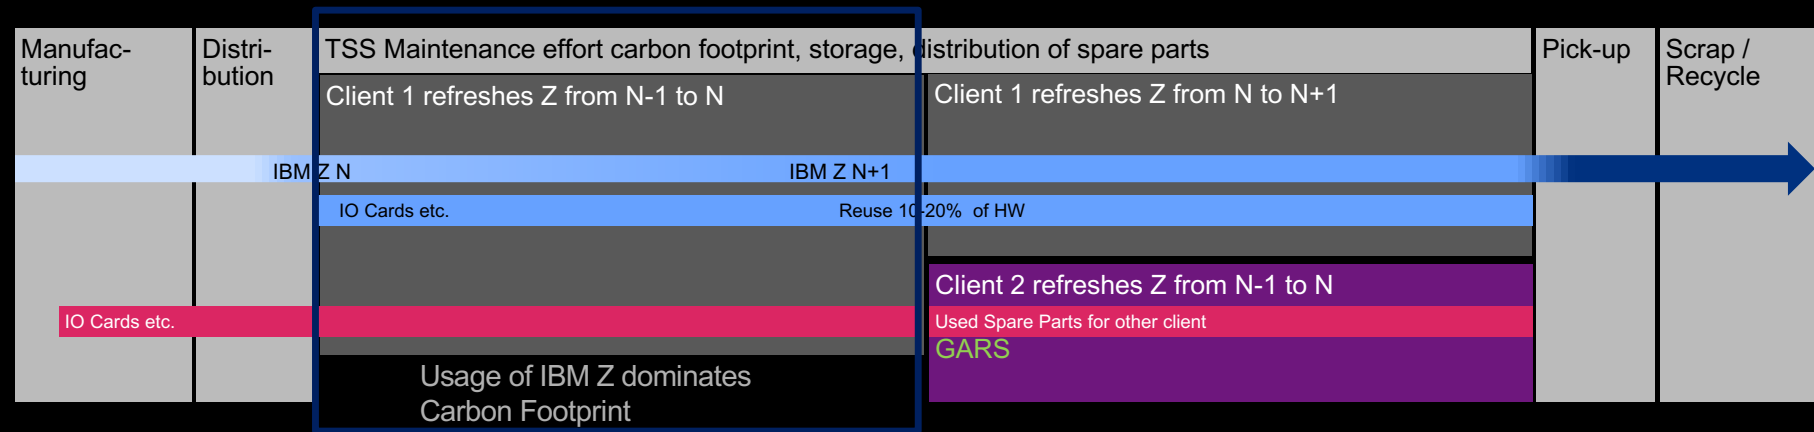 Manufac-
turing
Distri-
bution
TSS Maintenance effort carbon footprint, storage, distribution of spare parts
Pick-up
Scrap /
Recycle
Client 1 refreshes Z from N-1 to N
Client 1 refreshes Z from N to N+1
IBM Z N
IBM Z N+1
IO Cards etc.
Reuse 10-20% of HW
Client 2 refreshes Z from N-1 to N
IO Cards etc.
Used Spare Parts for other client
GARS
Usage of IBM Z dominates
Carbon Footprint